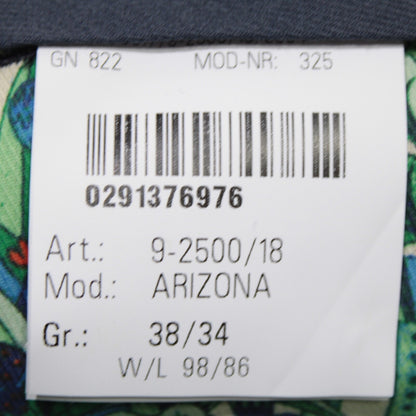 GN 822 MOD-NR: 325
0291376976
Art.: 9-2500/18
Mod.: ARIZONA
Gr.: 38/34
W/L 98/86